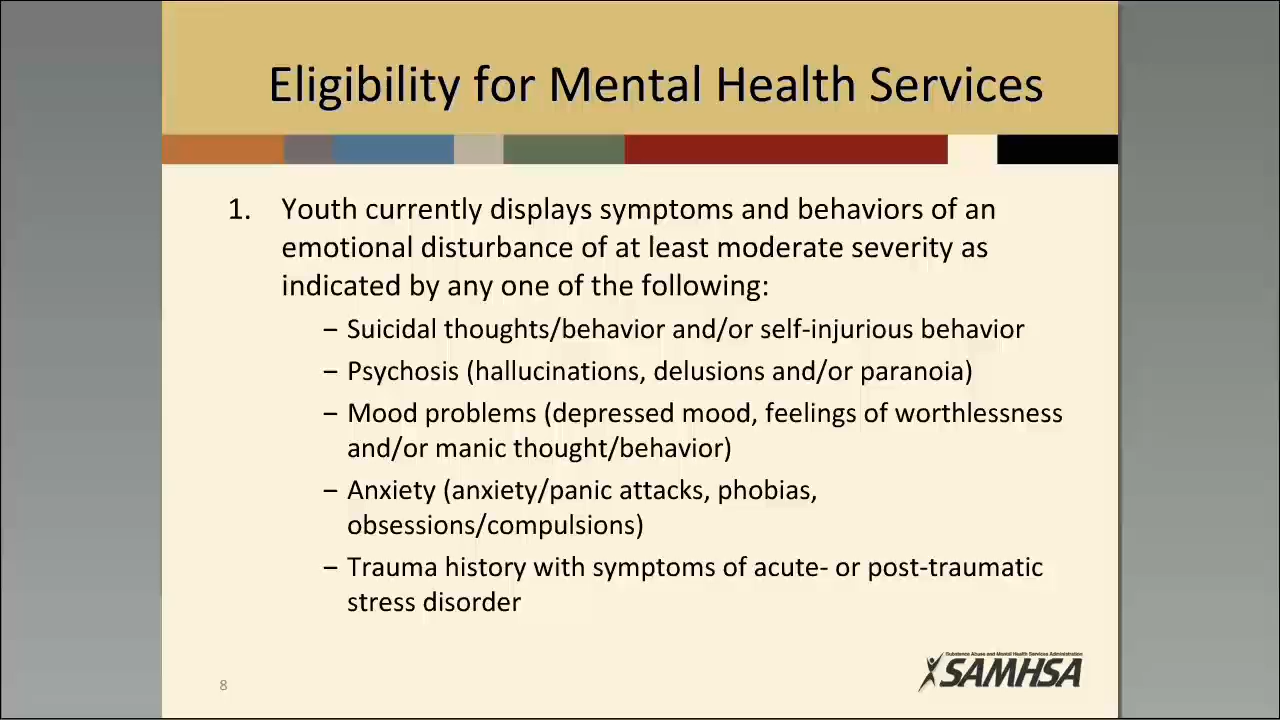 Eligibility for Mental Health Services
1. Youth currently displays symptoms and behaviors of an
emotional disturbance of at least moderate severity as
indicated by any one of the following:
– Suicidal thoughts/behavior and/or self-injurious behavior
– Psychosis (hallucinations, delusions and/or paranoia)
– Mood problems (depressed mood, feelings of worthlessness
and/or manic thought/behavior)
– Anxiety (anxiety/panic attacks, phobias,
obsessions/compulsions)
– Trauma history with symptoms of acute- or post-traumatic
stress disorder
Substance Abuse and Mental Health Services Administration
SAMHSA
8